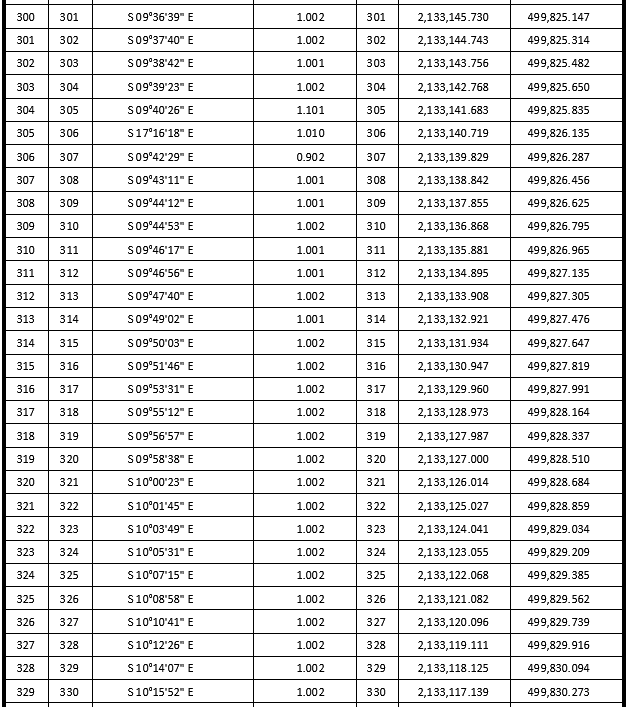 300 301 S 09°36'39" E 1.002 301 2,133,145.730 499,825.147
301 302 S 09°37'40" E 1.002 302 2,133,144.743 499,825.314
302 303 S 09°38'42" E 1.001 303 2,133,143.756 499,825.482
303 304 S 09°39'23" E 1.002 304 2,133,142.768 499,825.650
304 305 S 09°40'26" E 1.101 305 2,133,141.683 499,825.835
305 306 S 17°16'18" E 1.010 306 2,133,140.719 499,826.135
306 307 S 09°42'29" E 0.902 307 2,133,139.829 499,826.287
307 308 S 09°43'11" E 1.001 308 2,133,138.842 499,826.456
308 309 S 09°44'12" E 1.001 309 2,133,137.855 499,826.625
309 310 S 09°44'53" E 1.002 310 2,133,136.868 499,826.795
310 311 S 09°46'17" E 1.001 311 2,133,135.881 499,826.965
311 312 S 09°46'56" E 1.001 312 2,133,134.895 499,827.135
312 313 S 09°47'40" E 1.002 313 2,133,133.908 499,827.305
313 314 S 09°49'02" E 1.001 314 2,133,132.921 499,827.476
314 315 S 09°50'03" E 1.002 315 2,133,131.934 499,827.647
315 316 S 09°51'46" E 1.002 316 2,133,130.947 499,827.819
316 317 S 09°53'31" E 1.002 317 2,133,129.960 499,827.991
317 318 S 09°55'12" E 1.002 318 2,133,128.973 499,828.164
318 319 S 09°56'57" E 1.002 319 2,133,127.987 499,828.337
319 320 S 09°58'38" E 1.002 320 2,133,127.000 499,828.510
320 321 S 10°00'23" E 1.002 321 2,133,126.014 499,828.684
321 322 S 10°01'45" E 1.002 322 2,133,125.027 499,828.859
322 323 S 10°03'49" E 1.002 323 2,133,124.041 499,829.034
323 324 S 10°05'31" E 1.002 324 2,133,123.055 499,829.209
324 325 S 10°07'15" E 1.002 325 2,133,122.068 499,829.385
325 326 S 10°08'58" E 1.002 326 2,133,121.082 499,829.562
326 327 S 10°10'41" E 1.002 327 2,133,120.096 499,829.739
327 328 S 10°12'26" E 1.002 328 2,133,119.111 499,829.916
328 329 S 10°14'07" E 1.002 329 2,133,118.125 499,830.094
329 330 S 10°15'52" E 1.002 330 2,133,117.139 499,830.273